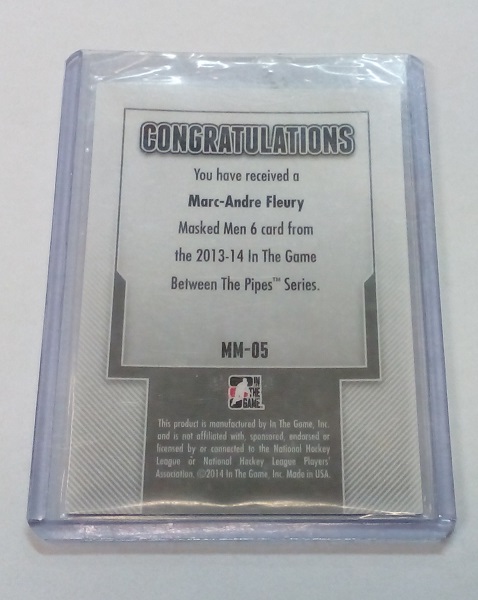 CONGRATULATIONS
You have received a
Marc-Andre Fleury
Masked Men 6 card from
the 2013-14 In The Game
Between The Pipes™ Series.
MM-05
IN
THE
GAME
This product is manufactured by In The Game, Inc.
and is not affiliated with, sponsored, endorsed or
licensed by or connected to the National Hockey
League or National Hockey League Players'
Association. ©2014 In The Game, Inc. Made in USA.